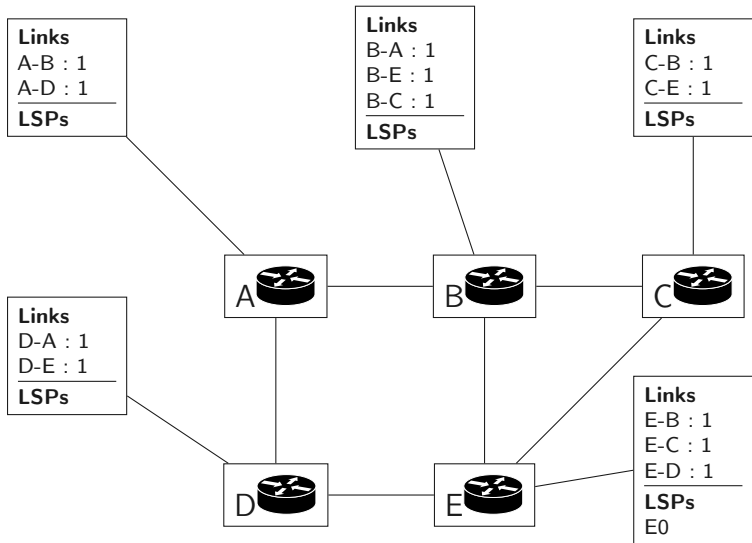 Links
A-B : 1
A-D : 1
LSPs
Links
B-A : 1
B-E : 1
B-C : 1
LSPs
Links
C-B : 1
C-E : 1
LSPs
A
B
C
Links
D-A : 1
D-E : 1
LSPs
D
E
Links
E-B : 1
E-C : 1
E-D : 1
LSPs
E0